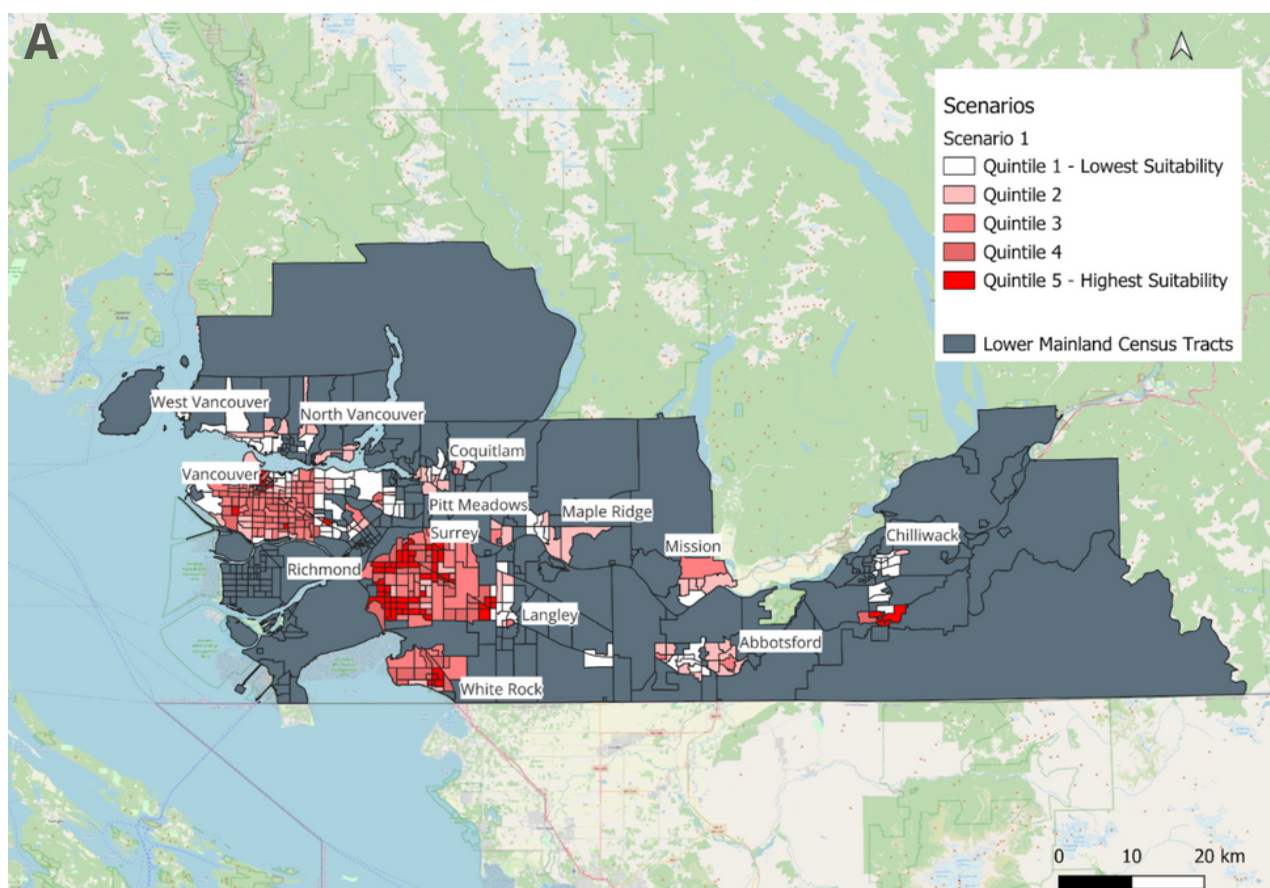 A
Scenarios
Scenario 1
Quintile 1 - Lowest Suitability
Quintile 2
Quintile 3
Quintile 4
Quintile 5 - Highest Suitability
Lower Mainland Census Tracts
West Vancouver
North Vancouver
Coquitlam
Vancouver
Pitt Meadows
Maple Ridge
Surrey
Chilliwack
Mission
Richmond
Langley
Abbotsford
White Rock
0 10 20 km